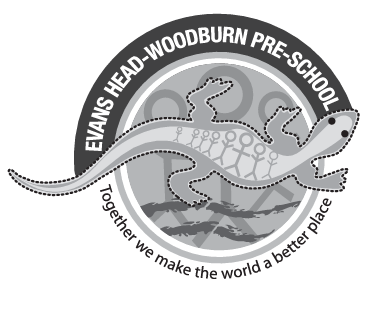 EVANS HEAD-WOODBURN PRE-SCHOOL
Together we make the world a better place